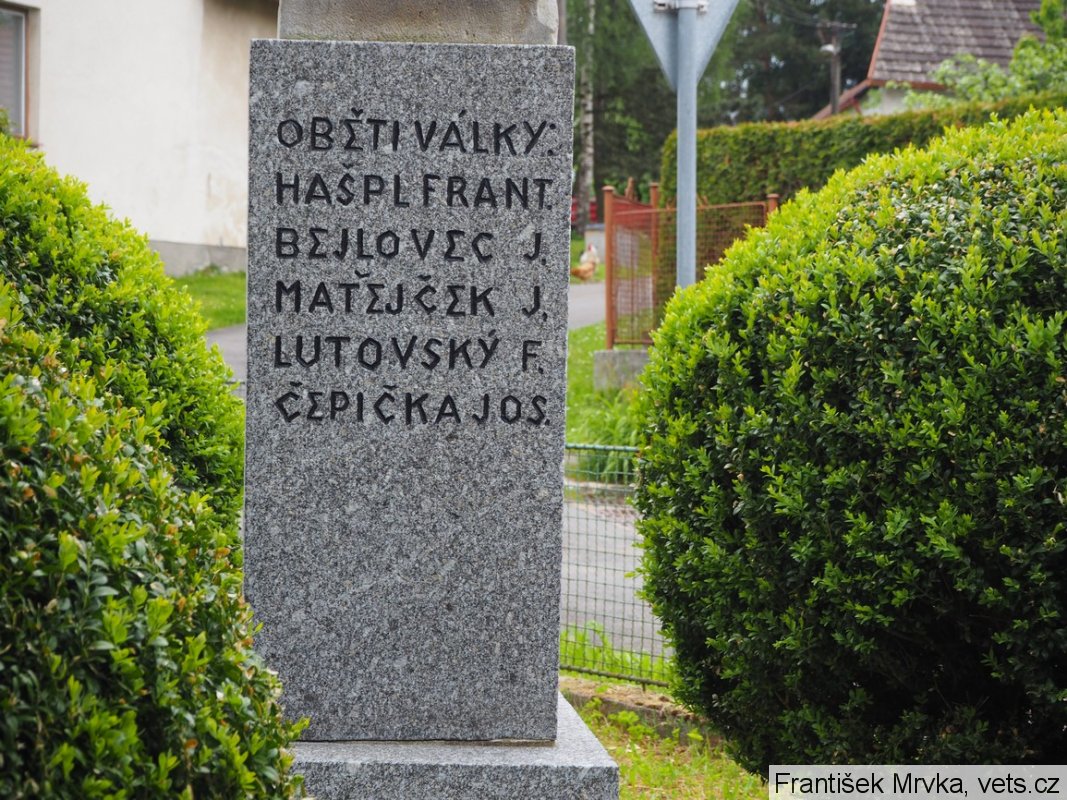 OBĚTI VÁLKY:
HAŠPL FRANT.
BEJLOVEC J.
MATĚJČEK J.
LUTOVSKÝ F.
ČEPIČKA JOS.
František Mrvka, vets.cz